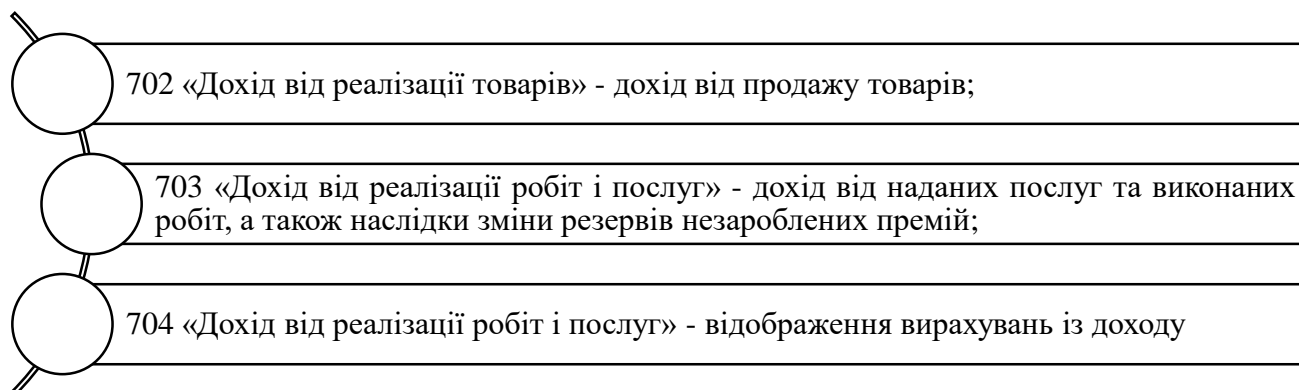 702 «Дохід від реалізації товарів» - дохід від продажу товарів;
703 «Дохід від реалізації робіт і послуг» - дохід від наданих послуг та виконаних
робіт, а також наслідки зміни резервів незароблених премій;
704 «Дохід від реалізації робіт і послуг» - відображення вирахувань із доходу